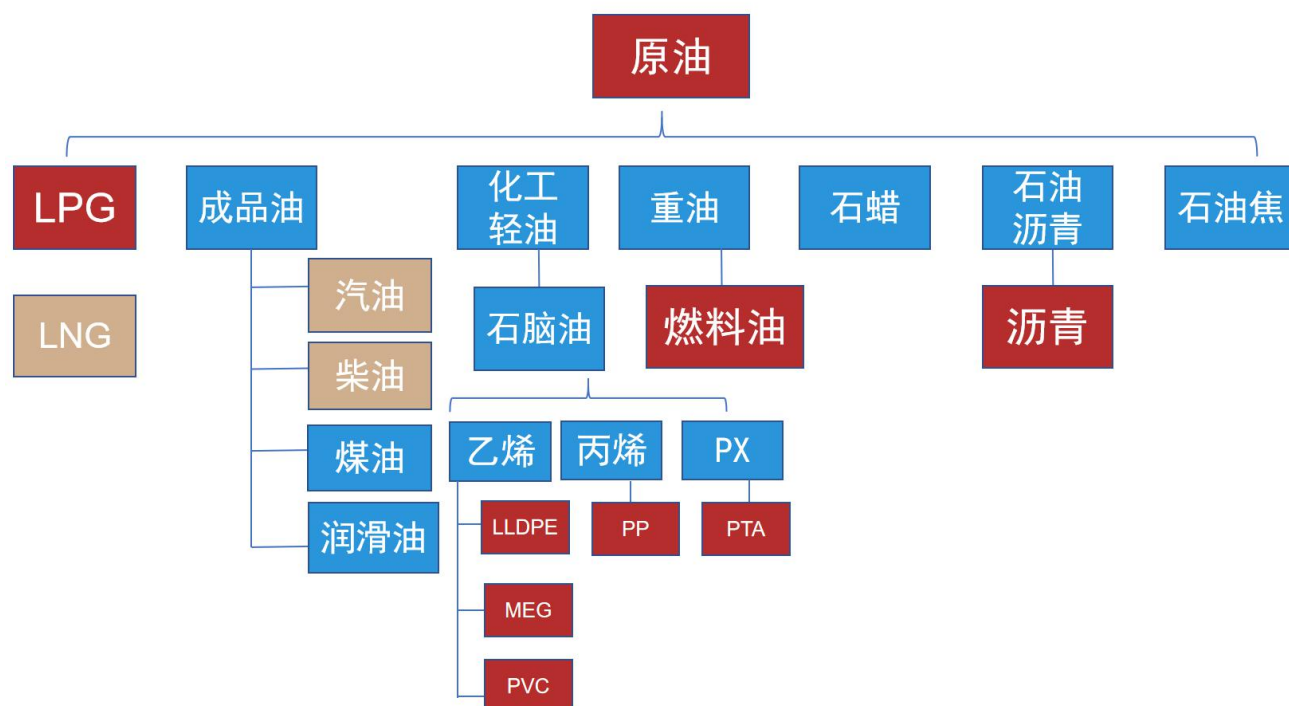 原油
LPG
成品油
化工
轻油
重油
石蜡
石油
沥青
石油焦
LNG
汽油
石脑油
燃料油
沥青
柴油
乙烯
丙烯
PX
煤油
LLDPE
PP
PTA
润滑油
MEG
PVC